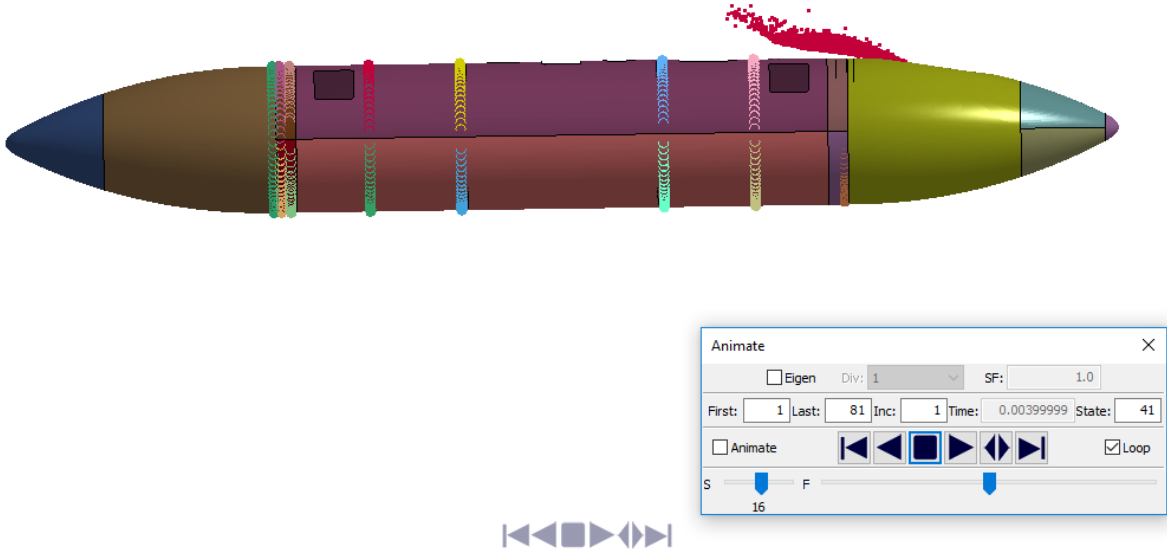 Animate
Eigen Div: 1 SF: 1.0
First: 1 Last: 81 Inc: 1 Time: 0.00399999 State: 41
Animate Loop
S F
16